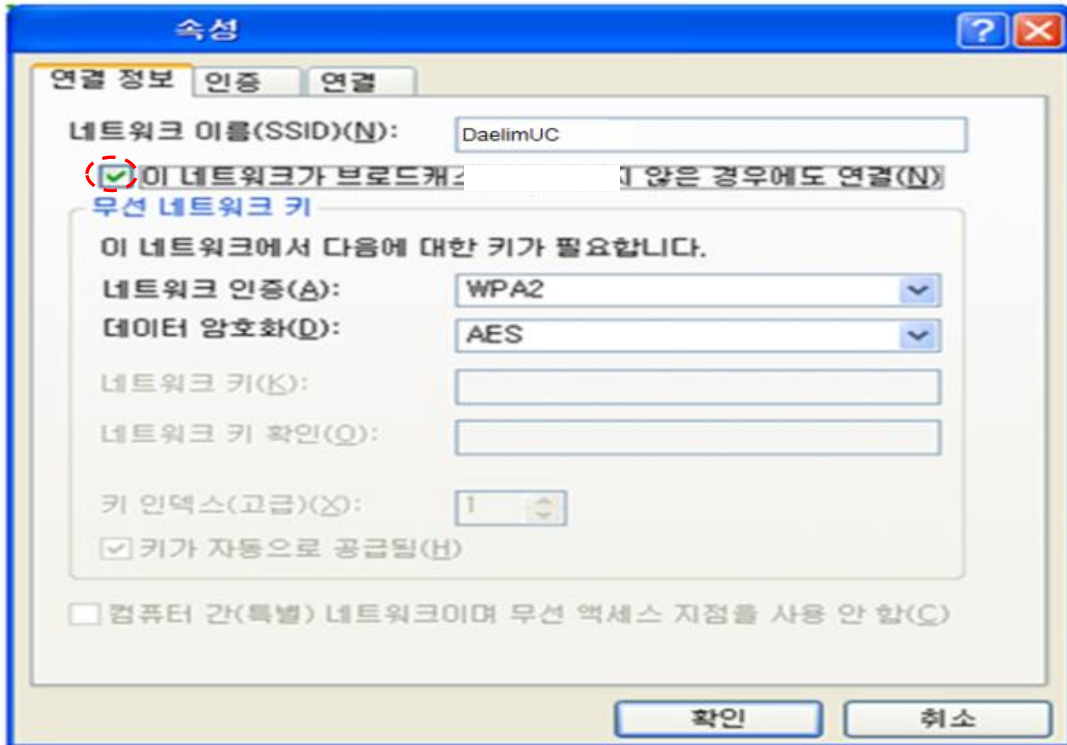 속성
연결 정보 인증 연결
네트워크 이름(SSID)(N): DaelimUC
이 네트워크가 않은 경우에도 연결(N)
무선 네트워크 키
이 네트워크에서 다음에 대한 키가 필요합니다.
네트워크 인증(A): WPA2
데이터 암호화(D): AES
네트워크 키(K):
네트워크 키 확인(O):
키 인덱스(고급)(X): 1
키가 자동으로 공급됨(H)
컴퓨터 간(특별) 네트워크이며 무선 액세스 지점을 사용 안 함(C)
확인 취소